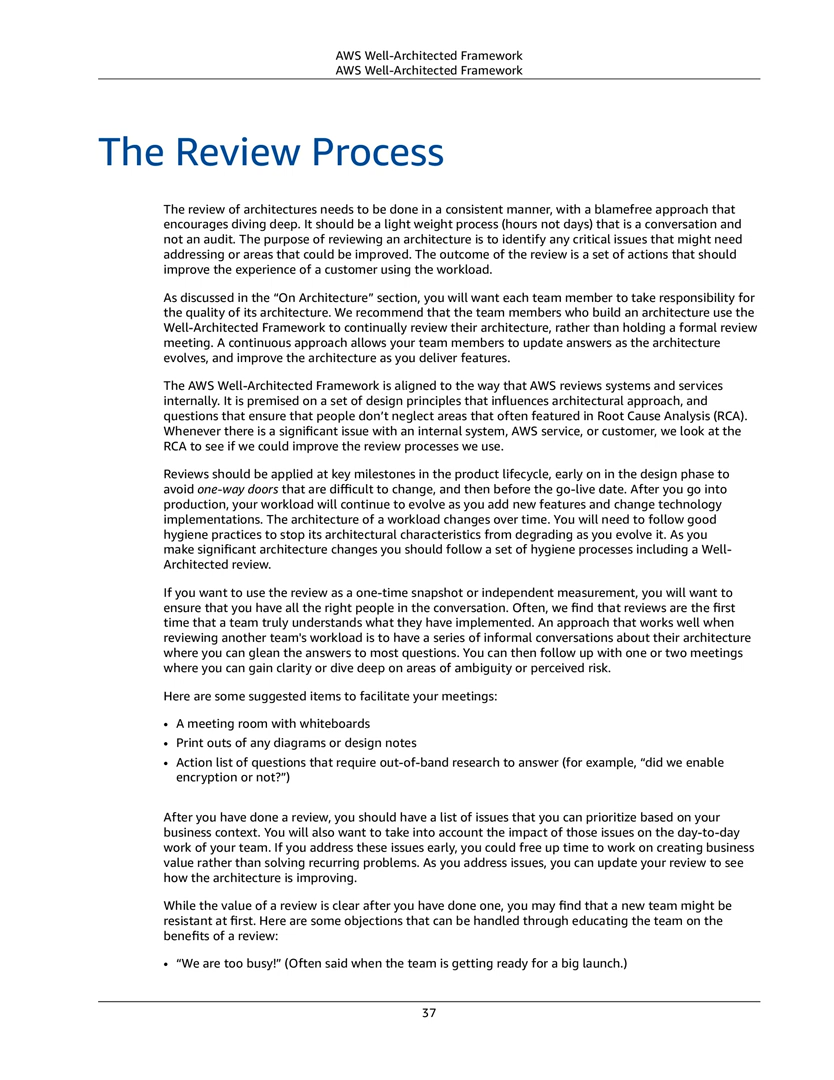 AWS Well-Architected Framework
AWS Well-Architected Framework
The Review Process
The review of architectures needs to be done in a consistent manner, with a blamefree approach that
encourages diving deep. It should be a light weight process (hours not days) that is a conversation and
not an audit. The purpose of reviewing an architecture is to identify any critical issues that might need
addressing or areas that could be improved. The outcome of the review is a set of actions that should
improve the experience of a customer using the workload.
As discussed in the “On Architecture” section, you will want each team member to take responsibility for
the quality of its architecture. We recommend that the team members who build an architecture use the
Well-Architected Framework to continually review their architecture, rather than holding a formal review
meeting. A continuous approach allows your team members to update answers as the architecture
evolves, and improve the architecture as you deliver features.
The AWS Well-Architected Framework is aligned to the way that AWS reviews systems and services
internally. It is premised on a set of design principles that influences architectural approach, and
questions that ensure that people don’t neglect areas that often featured in Root Cause Analysis (RCA).
Whenever there is a significant issue with an internal system, AWS service, or customer, we look at the
RCA to see if we could improve the review processes we use.
Reviews should be applied at key milestones in the product lifecycle, early on in the design phase to
avoid one-way doors that are difficult to change, and then before the go-live date. After you go into
production, your workload will continue to evolve as you add new features and change technology
implementations. The architecture of a workload changes over time. You will need to follow good
hygiene practices to stop its architectural characteristics from degrading as you evolve it. As you
make significant architecture changes you should follow a set of hygiene processes including a Well-
Architected review.
If you want to use the review as a one-time snapshot or independent measurement, you will want to
ensure that you have all the right people in the conversation. Often, we find that reviews are the first
time that a team truly understands what they have implemented. An approach that works well when
reviewing another team's workload is to have a series of informal conversations about their architecture
where you can glean the answers to most questions. You can then follow up with one or two meetings
where you can gain clarity or dive deep on areas of ambiguity or perceived risk.
Here are some suggested items to facilitate your meetings:
• A meeting room with whiteboards
• Print outs of any diagrams or design notes
• Action list of questions that require out-of-band research to answer (for example, “did we enable
encryption or not?”)
After you have done a review, you should have a list of issues that you can prioritize based on your
business context. You will also want to take into account the impact of those issues on the day-to-day
work of your team. If you address these issues early, you could free up time to work on creating business
value rather than solving recurring problems. As you address issues, you can update your review to see
how the architecture is improving.
While the value of a review is clear after you have done one, you may find that a new team might be
resistant at first. Here are some objections that can be handled through educating the team on the
benefits of a review:
• “We are too busy!” (Often said when the team is getting ready for a big launch.)
37